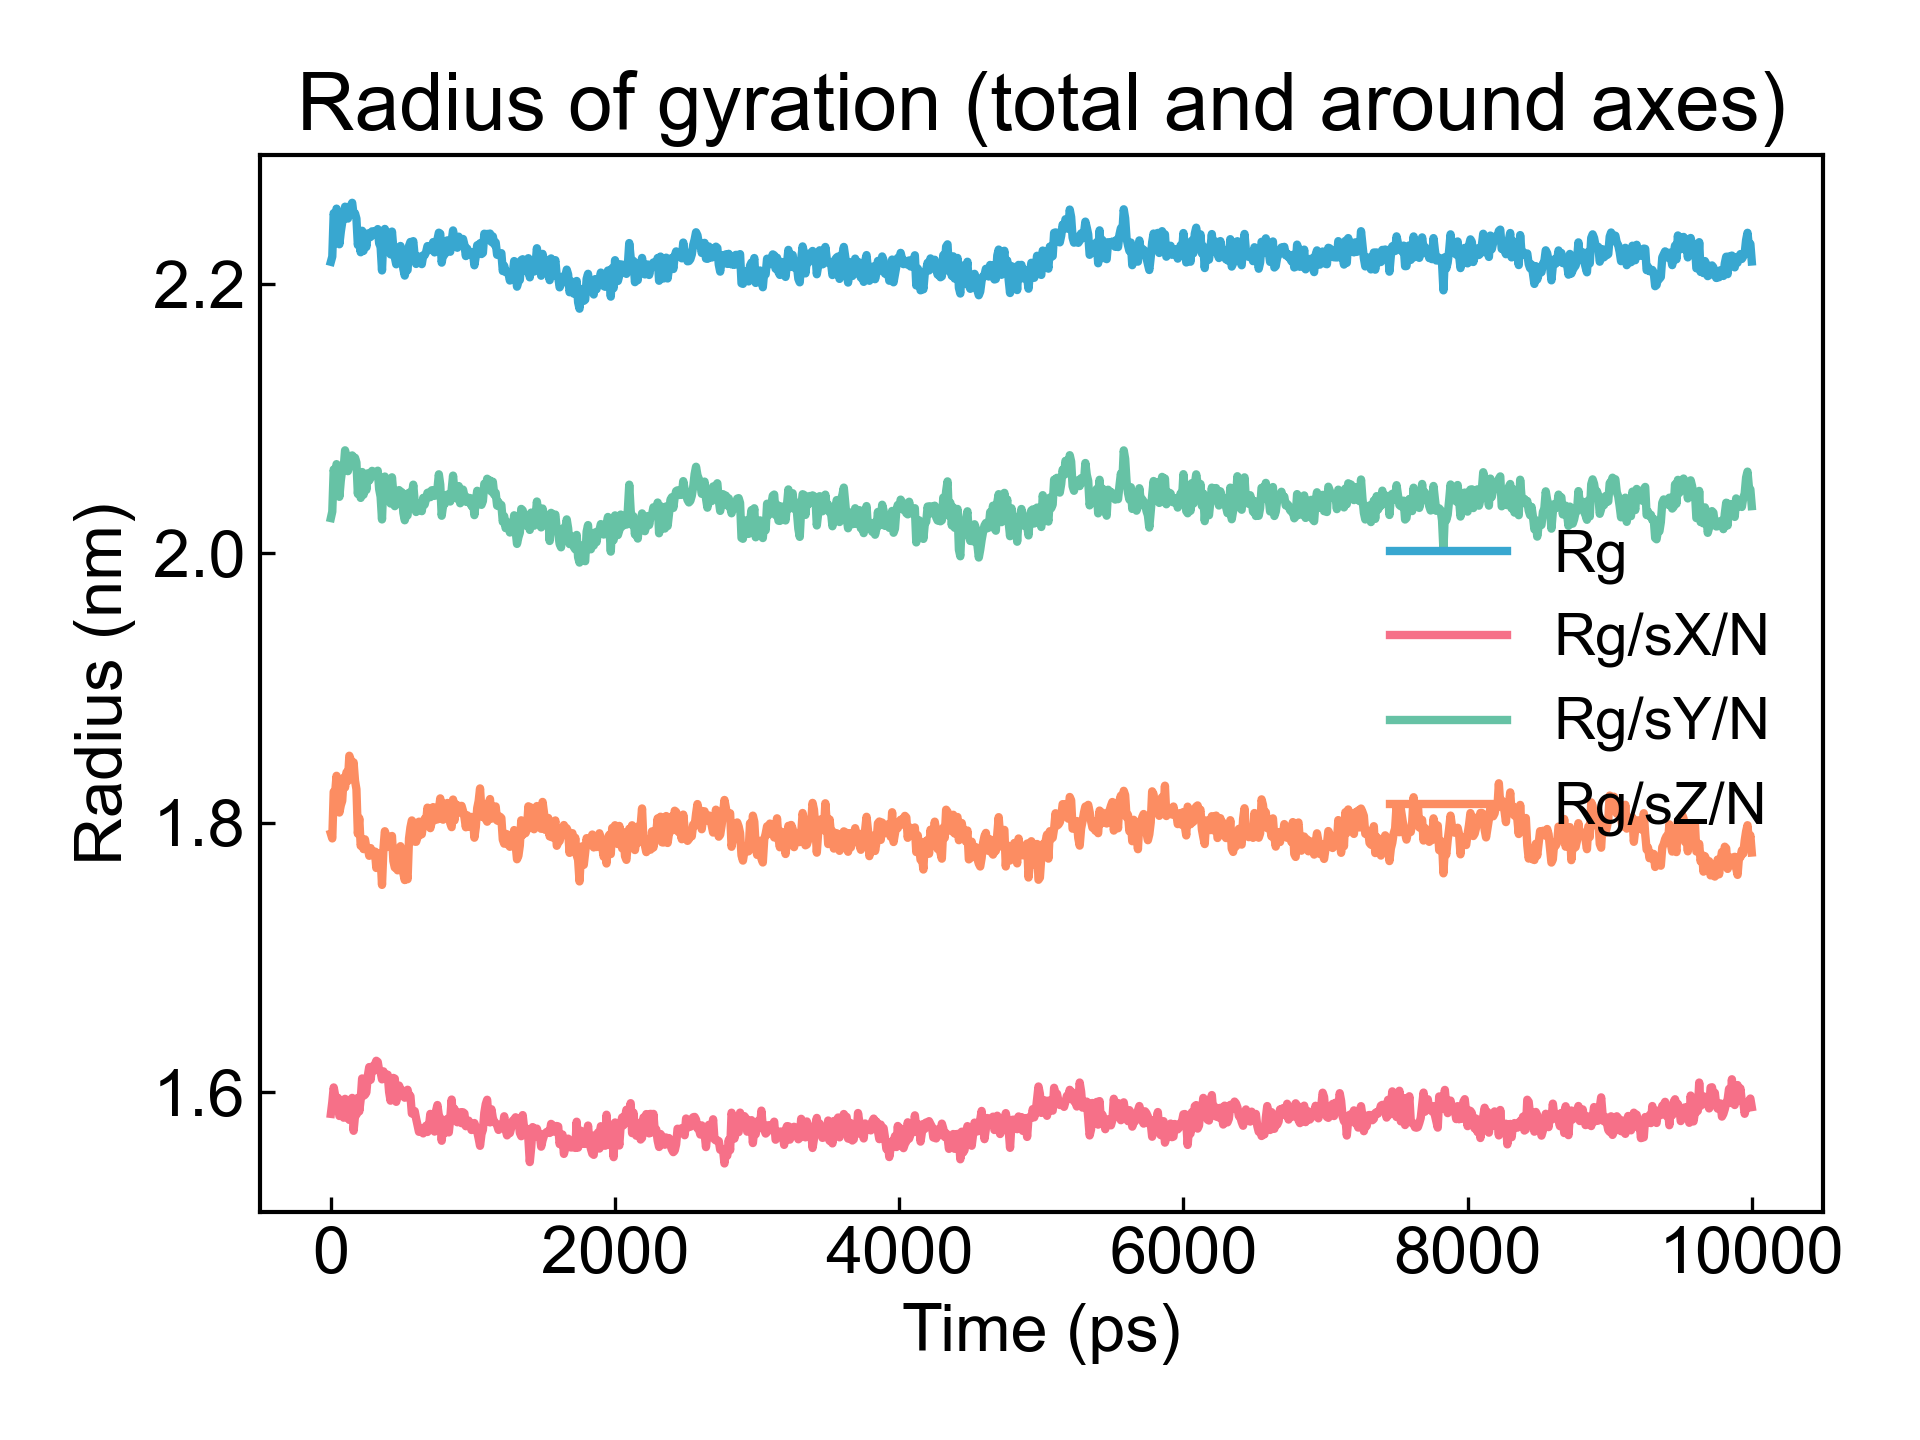 Radius of gyration (total and around axes)
Radius (nm)
2.2
2.0
1.8
1.6
Rg
Rg/sX/N
Rg/sY/N
Rg/sZ/N
0 2000 4000 6000 8000 10000
Time (ps)